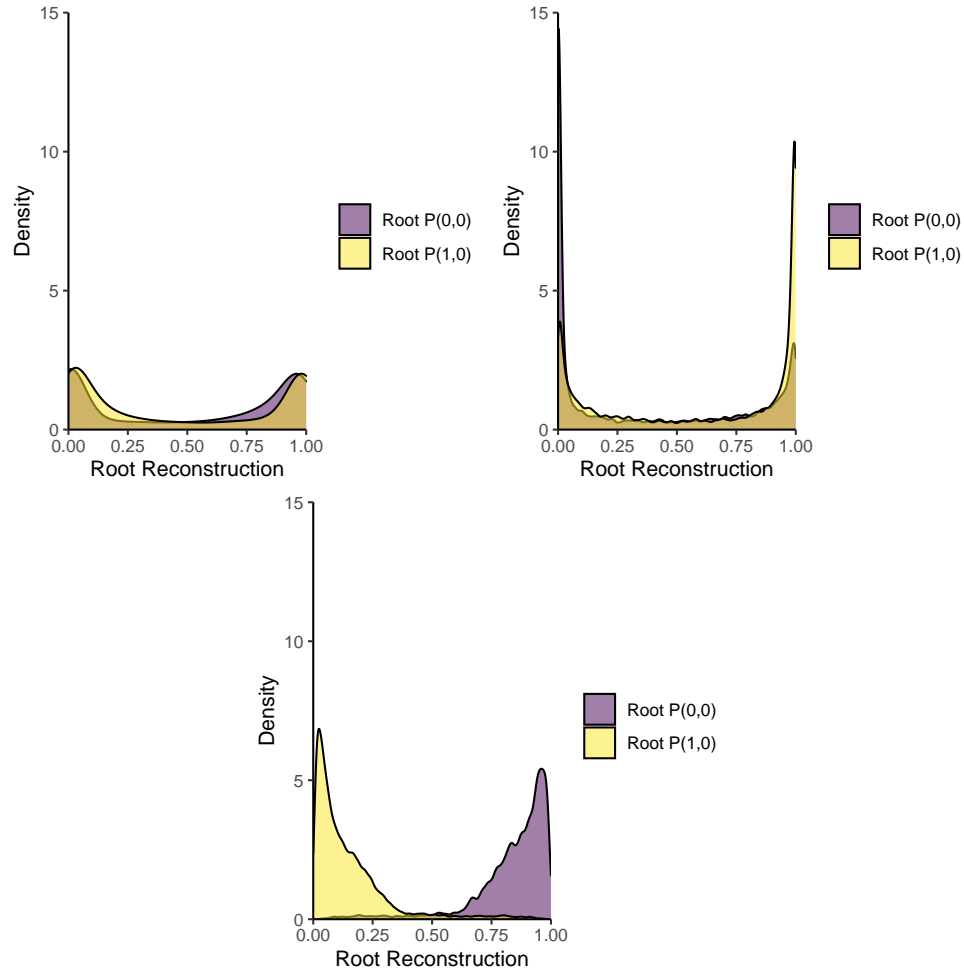 15
10
5
0
Density
0.00 0.25 0.50 0.75 1.00
Root Reconstruction
Root P(0,0)
Root P(1,0)
15
10
5
0
Density
0.00 0.25 0.50 0.75 1.00
Root Reconstruction
Root P(0,0)
Root P(1,0)
15
10
5
0
Density
0.00 0.25 0.50 0.75 1.00
Root Reconstruction
Root P(0,0)
Root P(1,0)